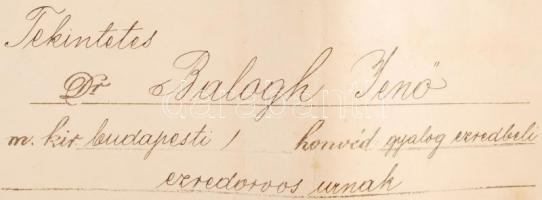 Tekintetes
Dr Balogh Jenő
m. kir. budapesti 1 honvéd gyalog ezredbeli
ezredorvos urnak